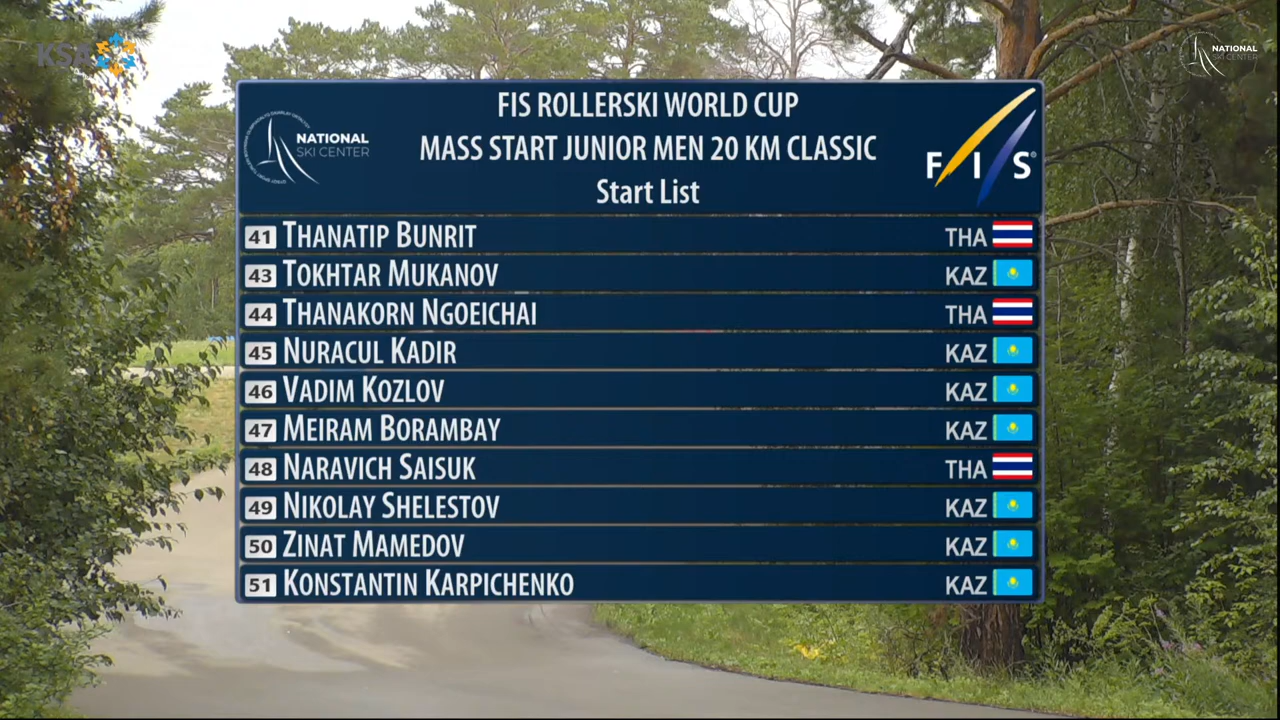 KSA
NATIONAL
SKI CENTER
FIS ROLLERSKI WORLD CUP
MASS START JUNIOR MEN 20 KM CLASSIC
Start List
NATIONAL
SKI CENTER
FIS
41 THANATIP BUNRIT THA
43 TOKHTAR MUKANOV KAZ
44 THANAKORN NGOEICHAI THA
45 NURACUL KADIR KAZ
46 VADIM KOZLOV KAZ
47 MEIRAM BORAMBAY KAZ
48 NARAVICH SAISUK THA
49 NIKOLAY SHELESTOV KAZ
50 ZINAT MAMEDOV KAZ
51 KONSTANTIN KARPICHENKO KAZ